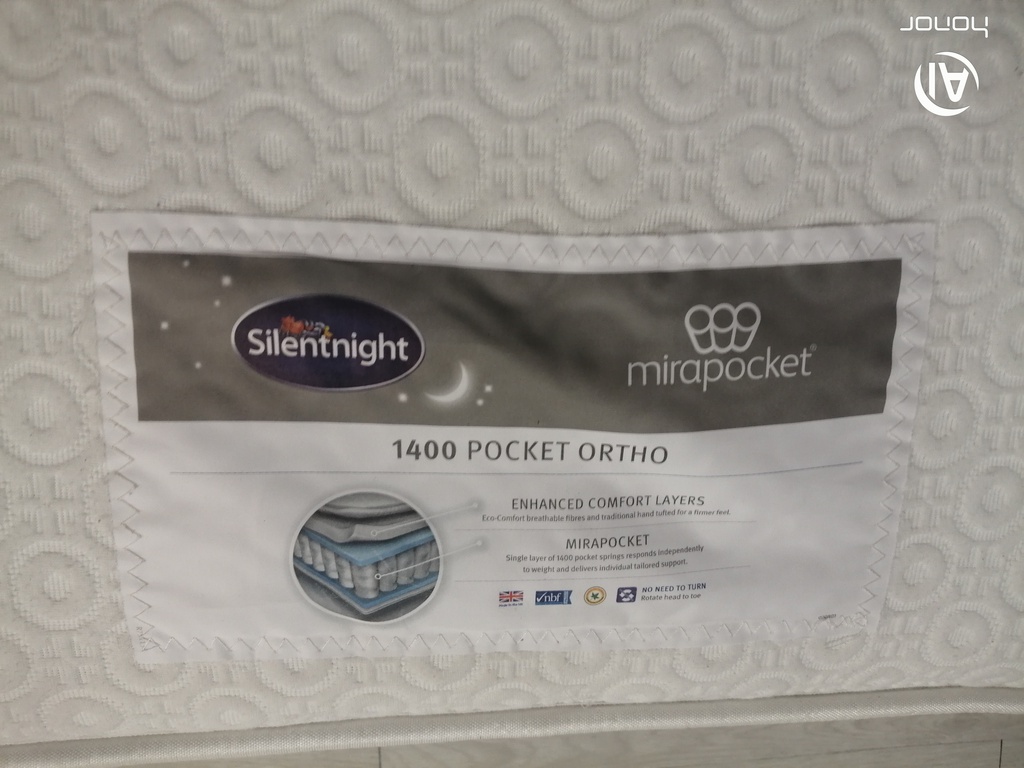 honor
AI
Silentnight
mirapocket®
1400 POCKET ORTHO
ENHANCED COMFORT LAYERS
Eco-Comfort breathable fibres and traditional hand tufted for a firmer feel.
MIRAPOCKET
Single layer of 1400 pocket springs responds independently
to weight and delivers individual tailored support.
nbf
NO NEED TO TURN
Rotate head to toe